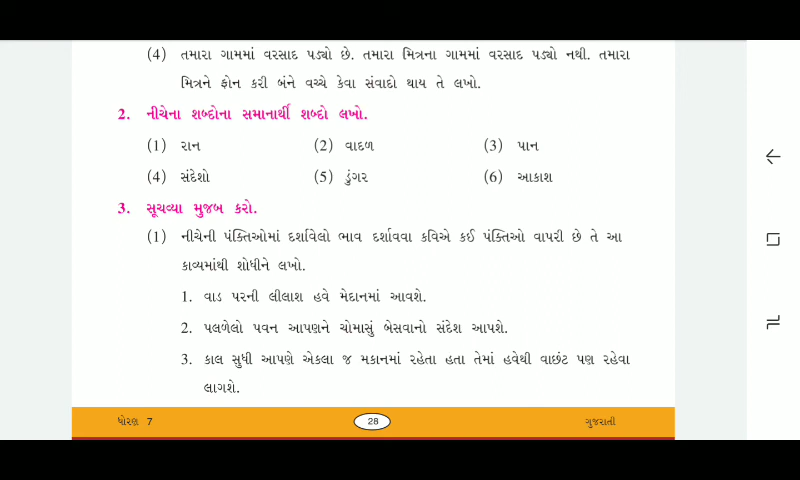 (4) તમારા ગામમાં વરસાદ પડ્યો છે. તમારા મિત્રના ગામમાં વરસાદ પડ્યો નથી. તમારા
મિત્રને ફોન કરી બંને વચ્ચે કેવા સંવાદો થાય તે લખો.
2. નીચેના શબ્દોના સમાનાર્થી શબ્દો લખો.
(1) રાન (2) વાદળ (3) પાન
(4) સંદેશો (5) ડુંગર (6) આકાશ
3. સૂચવ્યા મુજબ કરો.
(1) નીચેની પંક્તિઓમાં દર્શાવેલો ભાવ દર્શાવવા કવિએ કઈ પંક્તિઓ વાપરી છે તે આ
કાવ્યમાંથી શોધીને લખો.
1. વાડ પરની લીલાશ હવે મેદાનમાં આવશે.
2. પલળેલો પવન આપણને ચોમાસું બેસવાનો સંદેશ આપશે.
3. કાલ સુધી આપણે એકલા જ મકાનમાં રહેતા હતા તેમાં હવેથી વાછંટ પણ રહેવા
લાગશે.
ધોરણ 7 28 ગુજરાતી